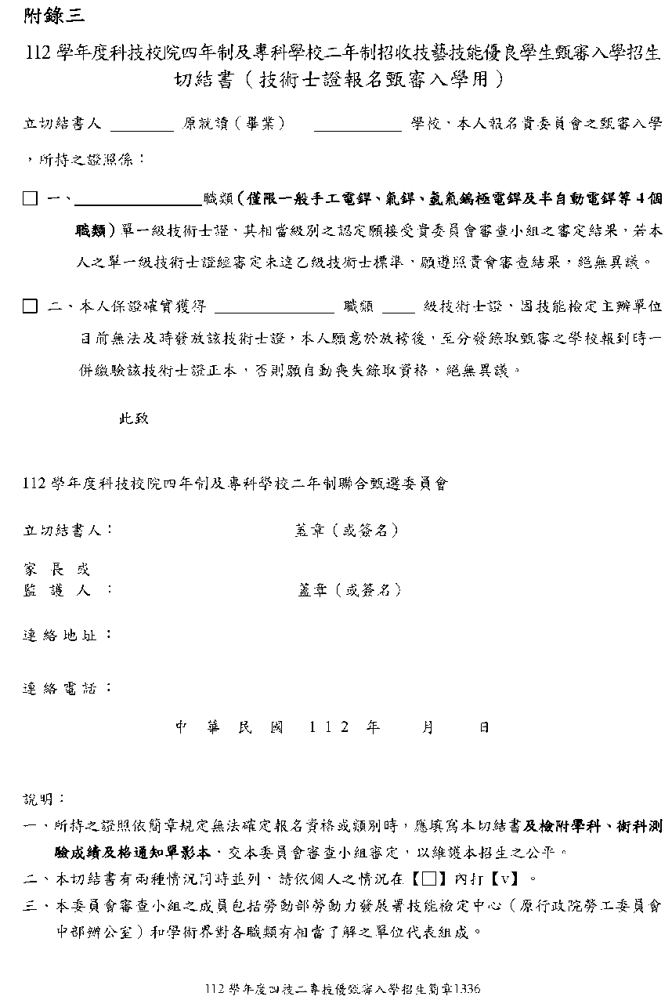 附錄三
112 學年度科技校院四年制及專科學校二年制招收技藝技能優良學生甄審入學招生
切結書（技術士證報名甄審入學用）
立切結書人 ________ 原就讀（畢業） ___________ 學校，本人報名貴委員會之甄審入學
，所持之證照係：
□ 一、________________職類（僅限一般手工電銲、氣銲、氬氣鎢極電銲及半自動電銲等 4 個
職類）單一級技術士證，其相當級別之認定願接受貴委員會審查小組之審定結果，若本
人之單一級技術士證經審定未達乙級技術士標準，願遵照貴會審查結果，絕無異議。
□ 二、本人保證確實獲得 _______________ 職類 ____ 級技術士證，因技能檢定主辦單位
目前無法及時發放該技術士證，本人願意於放榜後，至分發錄取甄審之學校報到時一
併繳驗該技術士證正本，否則願自動喪失錄取資格，絕無異議。
此致
112 學年度科技校院四年制及專科學校二年制聯合甄選委員會
立切結書人： 蓋章（或簽名）
家長或
監護人： 蓋章（或簽名）
連絡地址：
連絡電話：
中華民國 112 年 月 日
說明：
一、所持之證照依簡章規定無法確定報名資格或類別時，應填寫本切結書及檢附學科、術科測
驗成績及格通知單影本，交本委員會審查小組審定，以維護本招生之公平。
二、本切結書有兩種情況同時並列，請依個人之情況在【□】內打【v】。
三、本委員會審查小組之成員包括勞動部勞動力發展署技能檢定中心（原行政院勞工委員會
中部辦公室）和學術界對各職類有相當了解之單位代表組成。
112 學年度四技二專技優甄審入學招生簡章1336